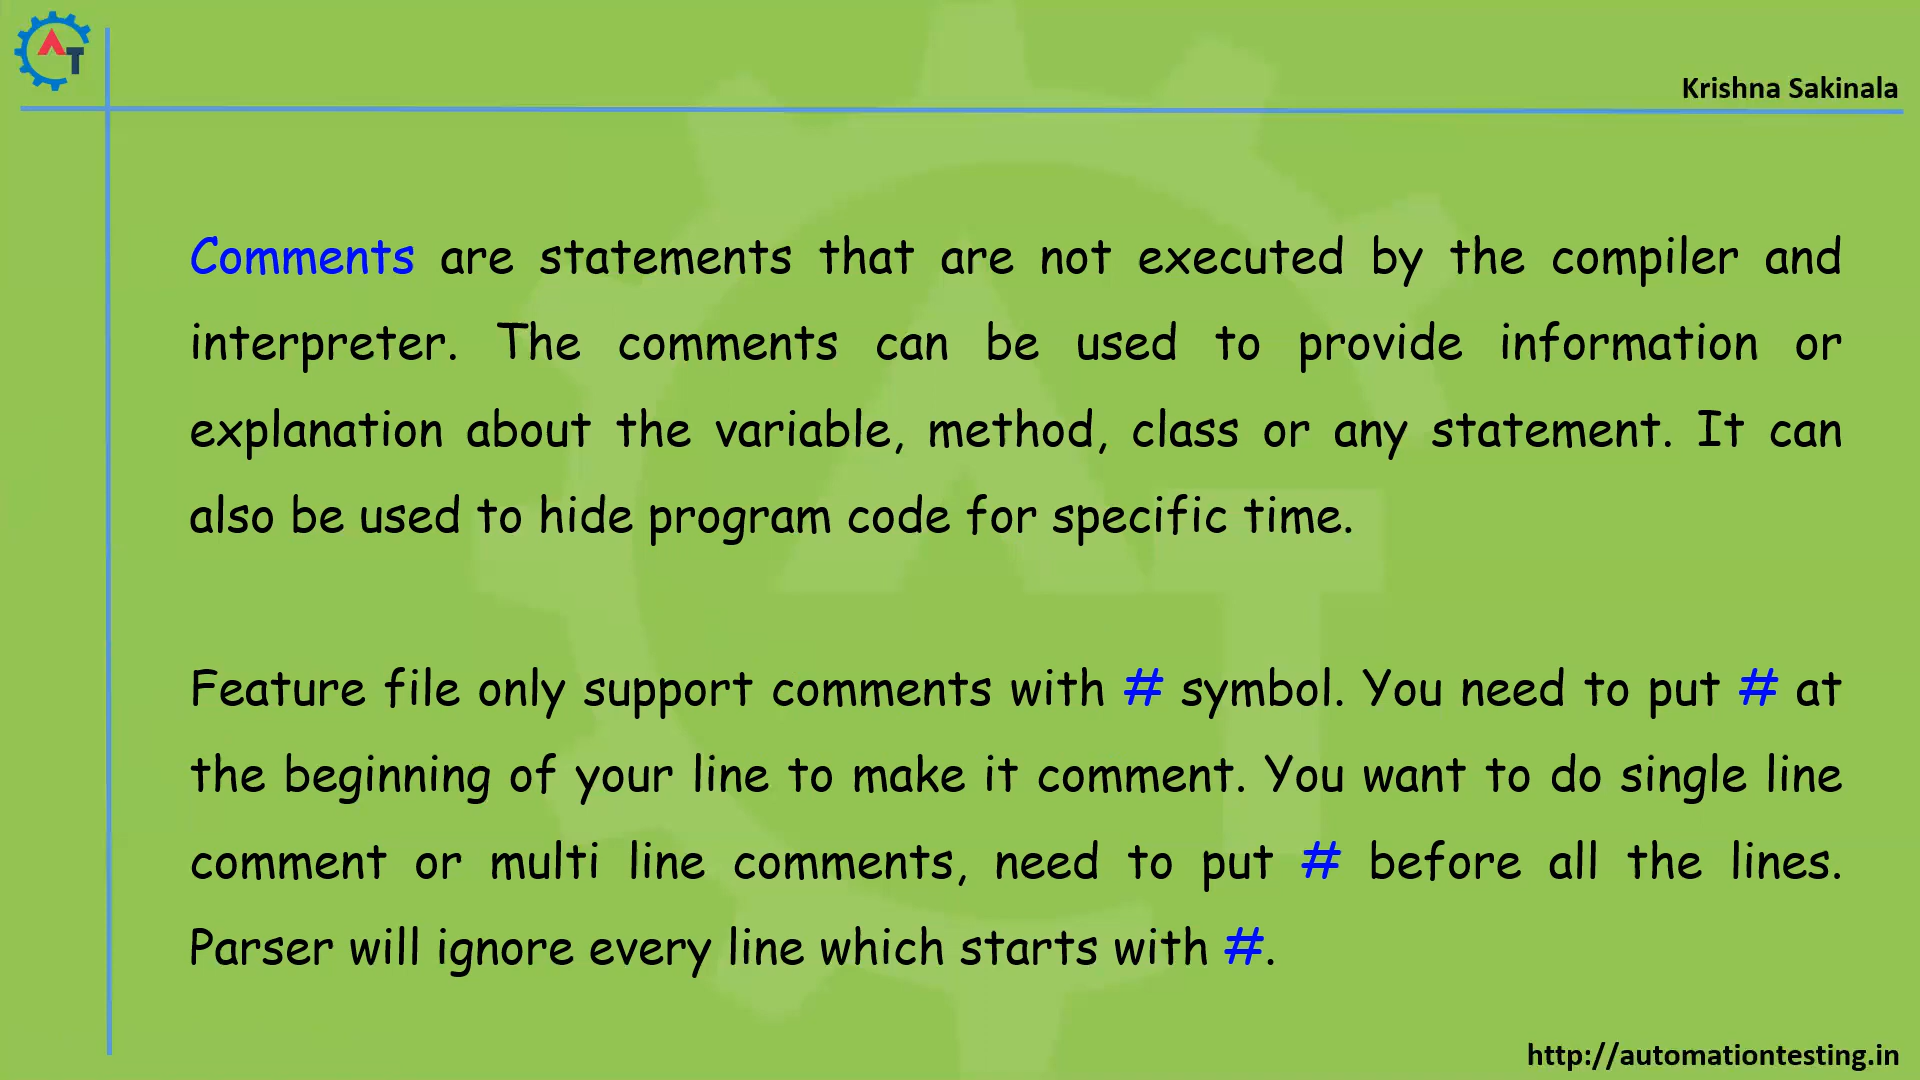 AT
Krishna Sakinala
Comments are statements that are not executed by the compiler and
interpreter. The comments can be used to provide information or
explanation about the variable, method, class or any statement. It can
also be used to hide program code for specific time.
Feature file only support comments with # symbol. You need to put # at
the beginning of your line to make it comment. You want to do single line
comment or multi line comments, need to put # before all the lines.
Parser will ignore every line which starts with #.
http://automationtesting.in